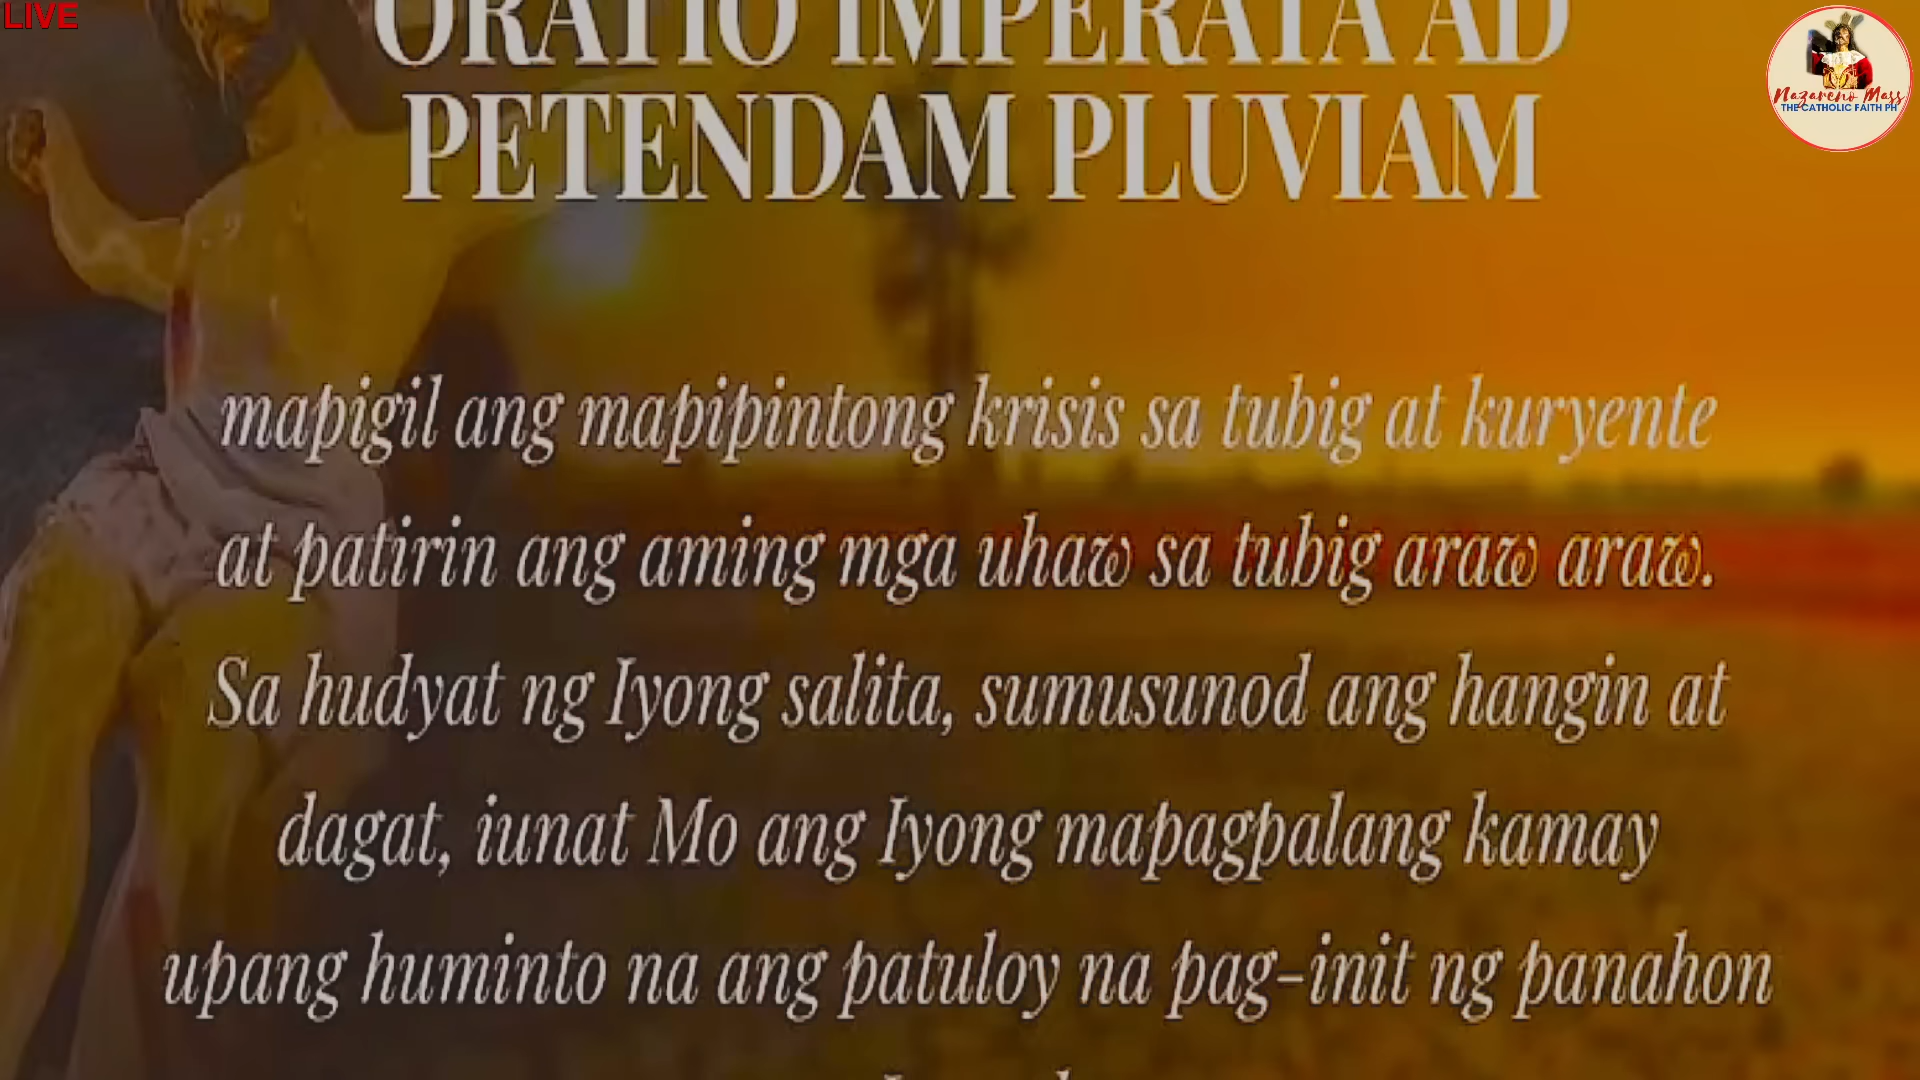 LIVE
ORATIO IMPERATA AD
PETENDAM PLUVIAM
Nazareno Mass
THE CATHOLIC FAITH PH
mapigil ang mapipintong krisis sa tubig at kuryente
at patirin ang aming mga uhaw sa tubig araw araw.
Sa hudyat ng Iyong salita, sumusunod ang hangin at
dagat, iunat Mo ang Iyong mapagpalang kamay
upang huminto na ang patuloy na pag-init ng panahon